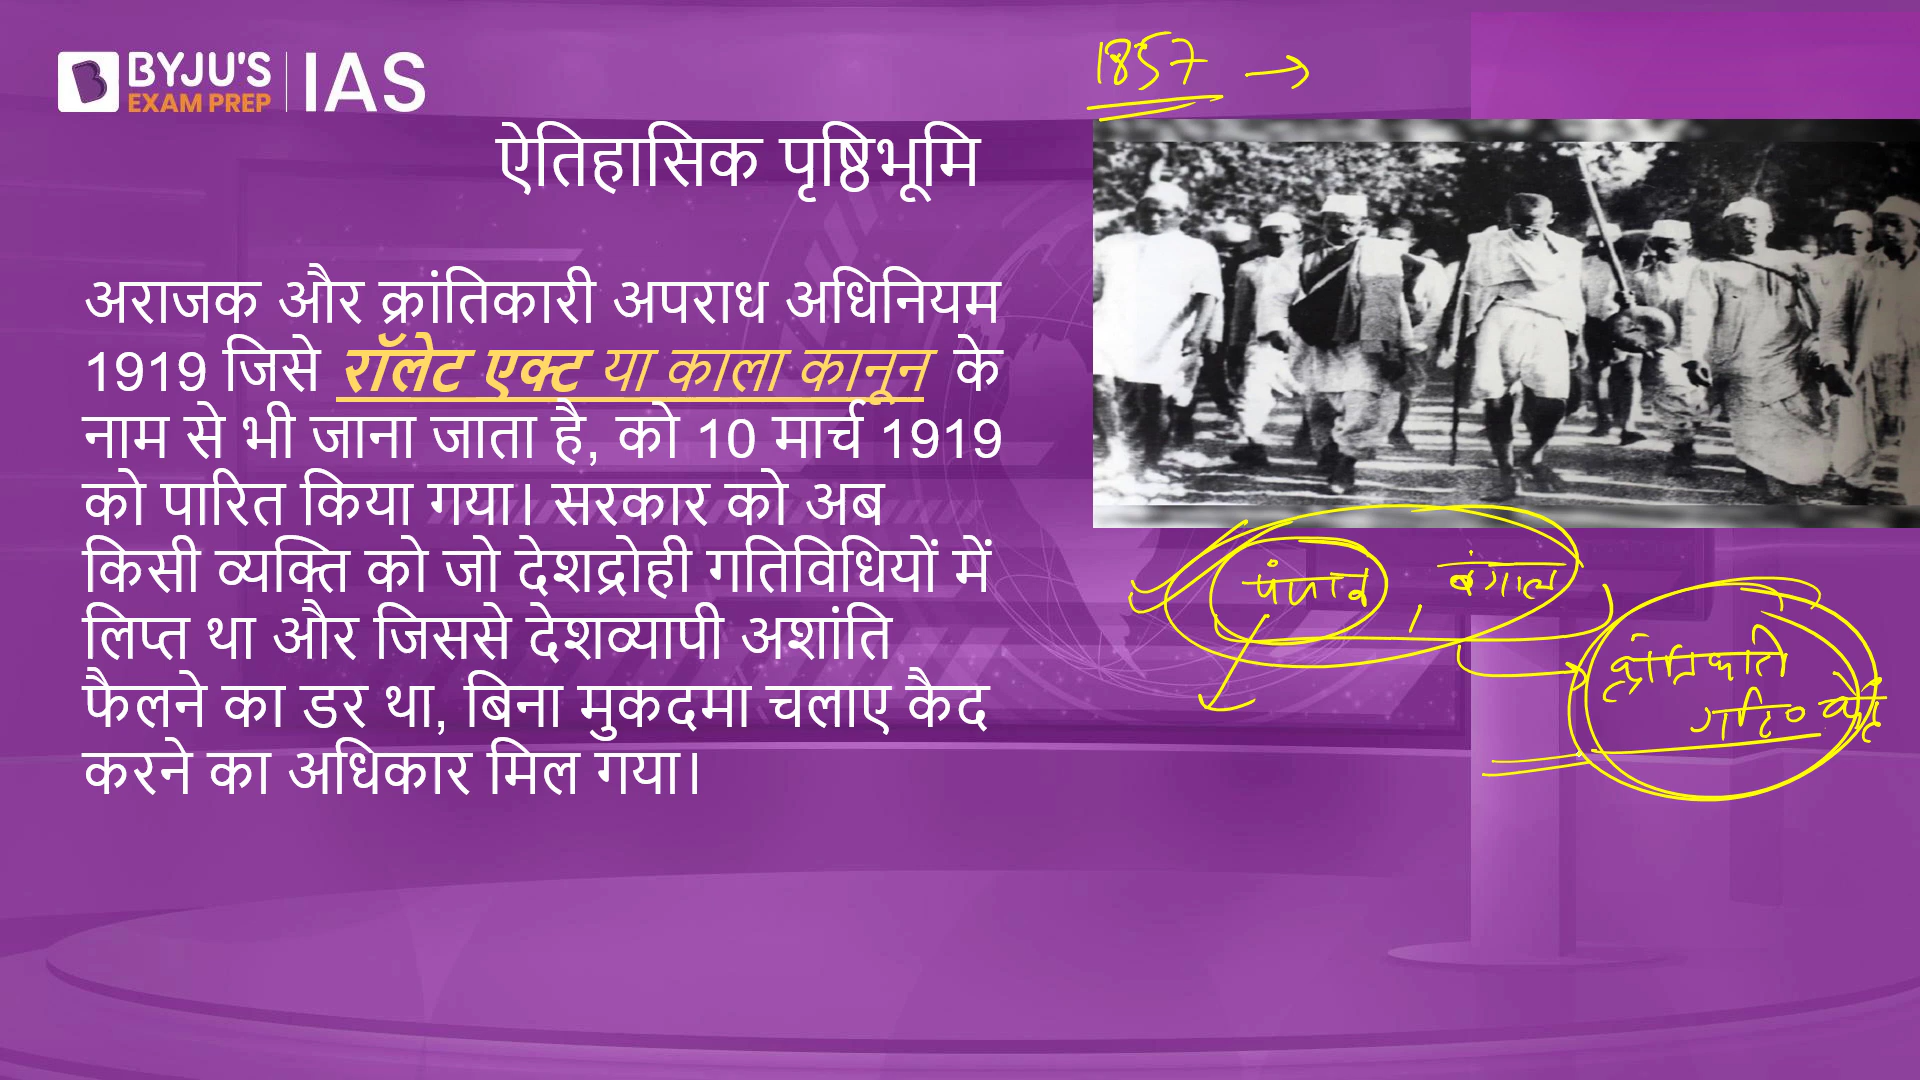 BYJU'S
EXAM PREP
IAS
1857 →
ऐतिहासिक पृष्ठिभूमि
अराजक और क्रांतिकारी अपराध अधिनियम
1919 जिसे रॉलेट एक्ट या काला कानून के
नाम से भी जाना जाता है, को 10 मार्च 1919
को पारित किया गया। सरकार को अब
किसी व्यक्ति को जो देशद्रोही गतिविधियों में
लिप्त था और जिससे देशव्यापी अशांति
फैलने का डर था, बिना मुकदमा चलाए कैद
करने का अधिकार मिल गया।
पंजाब, बंगाल